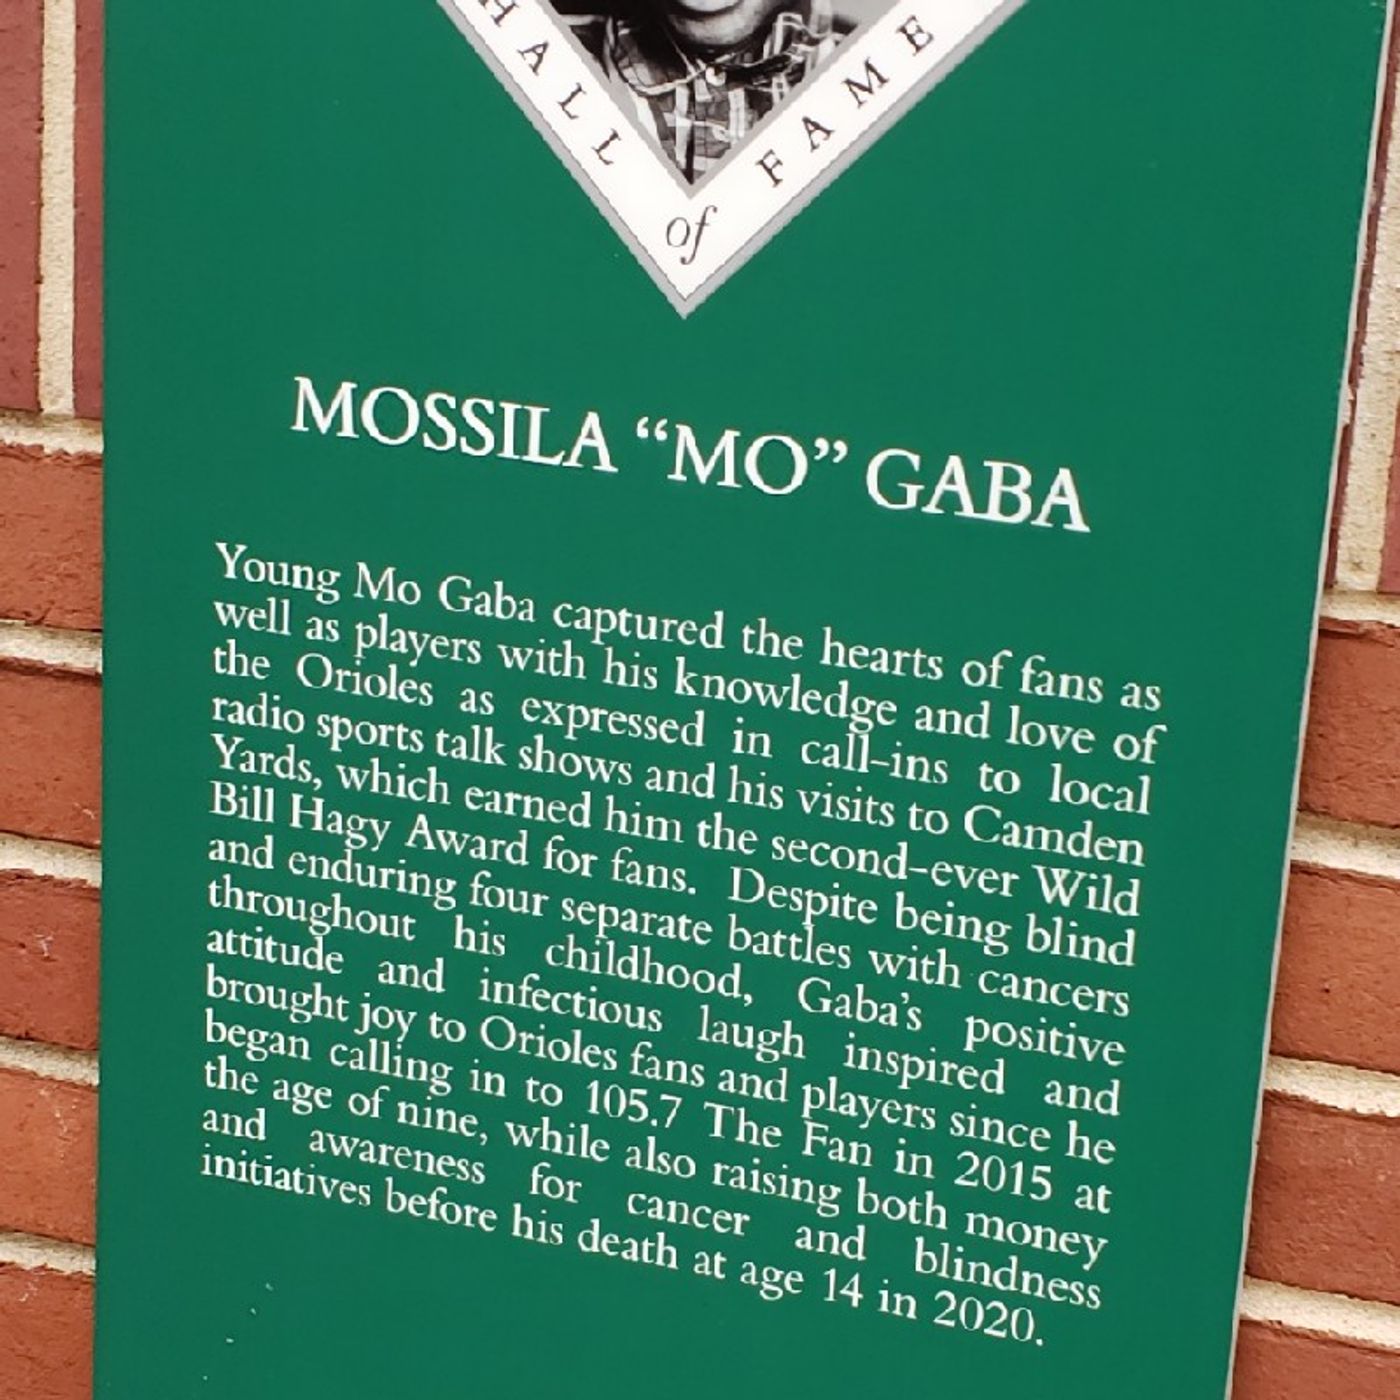 HALL of FAME
MOSSILA “MO” GABA
Young Mo Gaba captured the hearts of fans as
well as players with his knowledge and love of
the Orioles as expressed in call-ins to local
radio sports talk shows and his visits to Camden
Yards, which earned him the second-ever Wild
Bill Hagy Award for fans. Despite being blind
and enduring four separate battles with cancers
throughout his childhood, Gaba’s positive
attitude and infectious laugh inspired and
brought joy to Orioles fans and players since he
began calling in to 105.7 The Fan in 2015 at
the age of nine, while also raising both money
and awareness for cancer and blindness
initiatives before his death at age 14 in 2020.